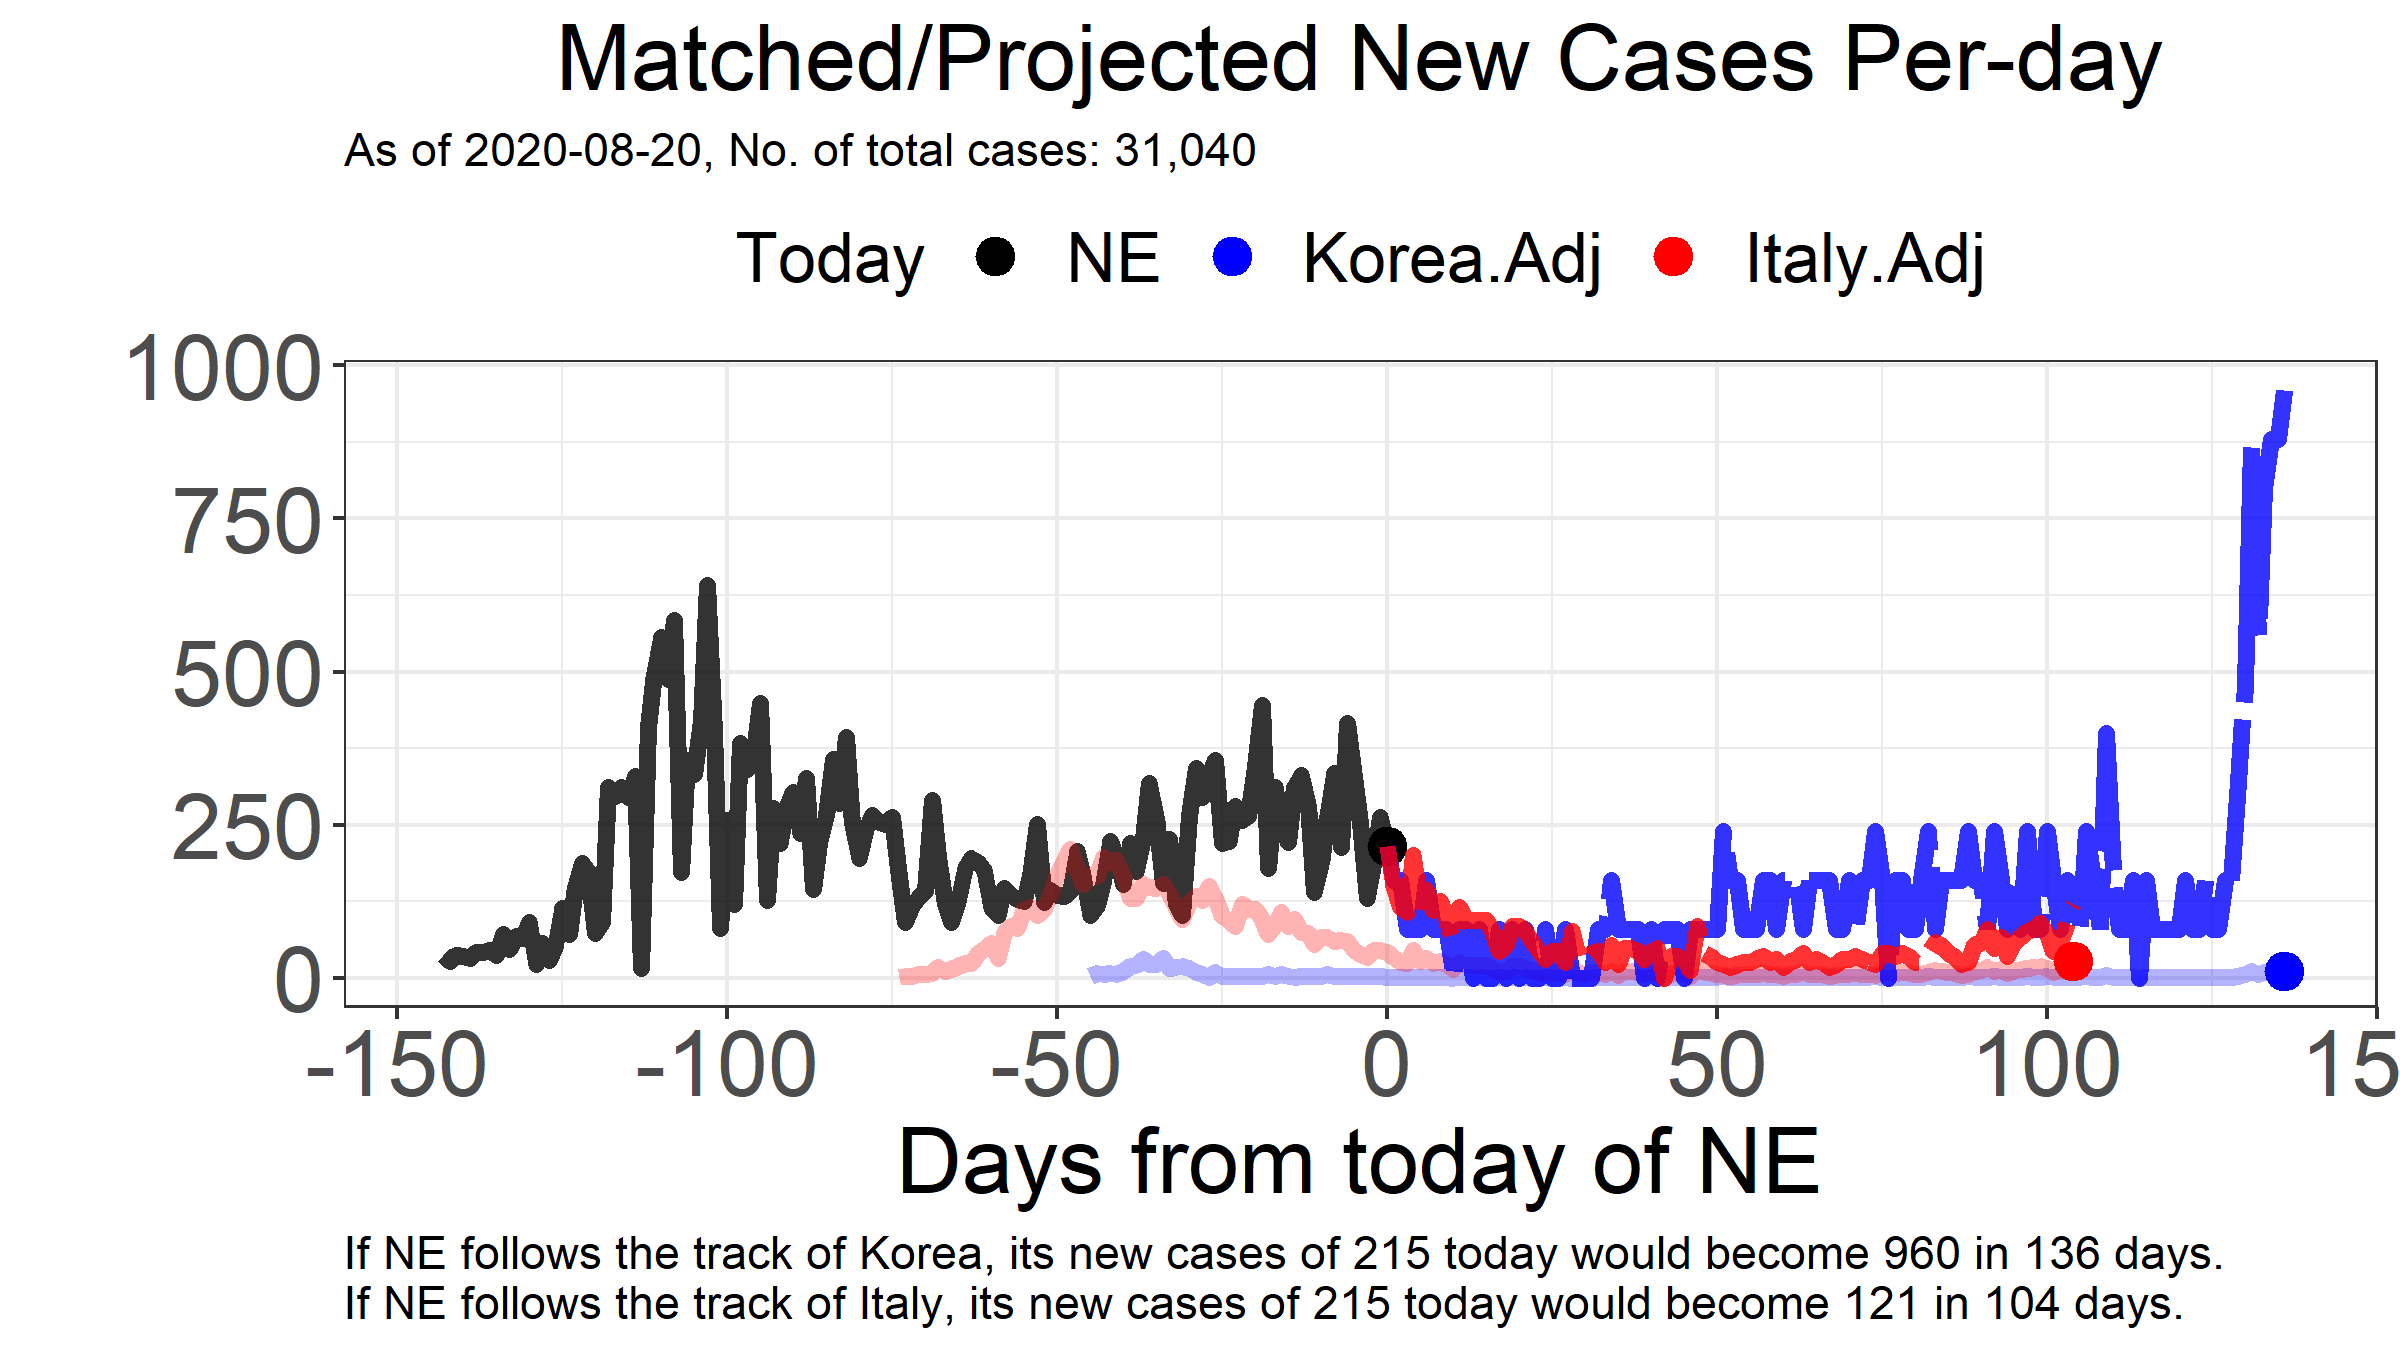 Matched/Projected New Cases Per-day
As of 2020-08-20, No. of total cases: 31,040
Today NE Korea.Adj Italy.Adj
1000
750
500
250
0
-150 -100 -50 0 50 100 15
Days from today of NE
If NE follows the track of Korea, its new cases of 215 today would become 960 in 136 days.
If NE follows the track of Italy, its new cases of 215 today would become 121 in 104 days.